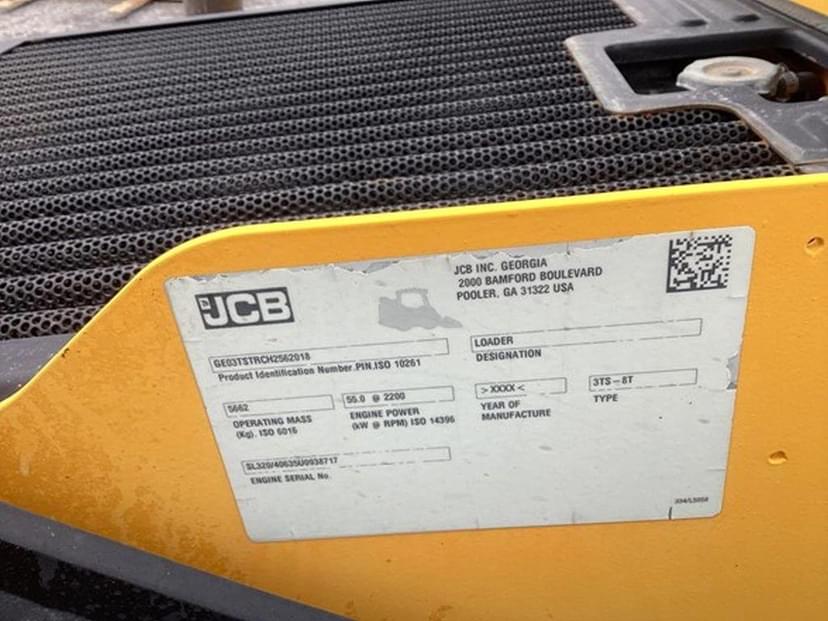 JCB
JCB INC. GEORGIA
2000 BAMFORD BOULEVARD
POOLER, GA 31322 USA
GE03TSTRCH2562018
Product Identification Number.PIN.ISO 10261
LOADER
DESIGNATION
5662
OPERATING MASS
(Kg). ISO 6016
55.0 @ 2200
ENGINE POWER
(kW @ RPM) ISO 14396
>XXXX<
YEAR OF
MANUFACTURE
3TS-8T
TYPE
SL320/40635U0938717
ENGINE SERIAL No.